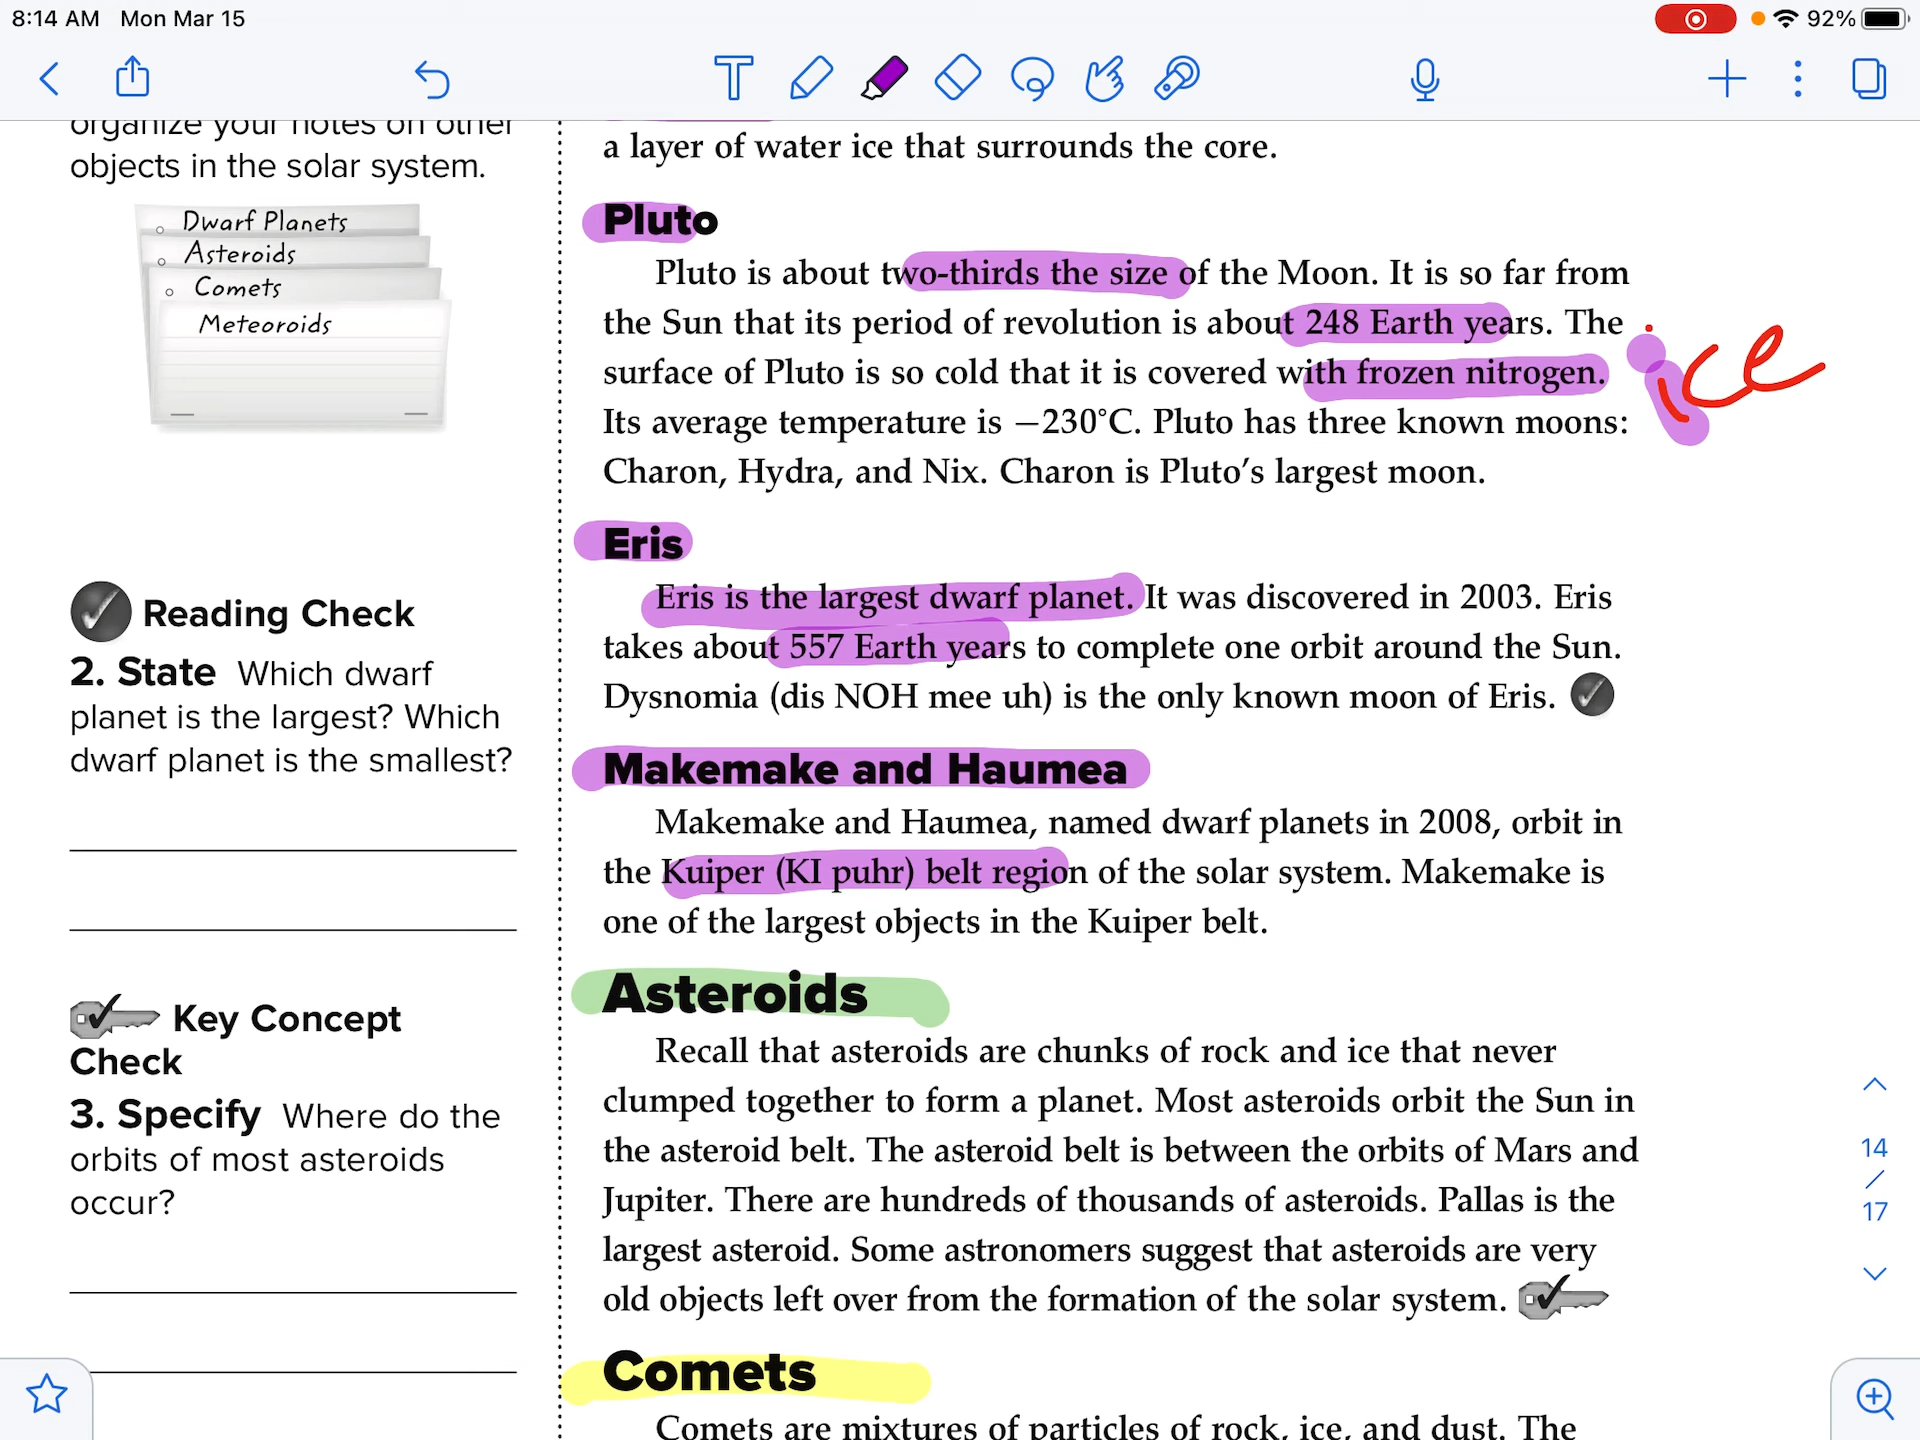 8:14 AM Mon Mar 15
92%
T
organize your notes on other
objects in the solar system.
Dwarf Planets
Asteroids
Comets
Meteoroids
Reading Check
2. State Which dwarf
planet is the largest? Which
dwarf planet is the smallest?
Key Concept
Check
3. Specify Where do the
orbits of most asteroids
occur?
a layer of water ice that surrounds the core.
Pluto
Pluto is about two-thirds the size of the Moon. It is so far from
the Sun that its period of revolution is about 248 Earth years. The
surface of Pluto is so cold that it is covered with frozen nitrogen.
Its average temperature is −230°C. Pluto has three known moons:
Charon, Hydra, and Nix. Charon is Pluto’s largest moon.
ice
Eris
Eris is the largest dwarf planet. It was discovered in 2003. Eris
takes about 557 Earth years to complete one orbit around the Sun.
Dysnomia (dis NOH mee uh) is the only known moon of Eris.
Makemake and Haumea
Makemake and Haumea, named dwarf planets in 2008, orbit in
the Kuiper (KI puhr) belt region of the solar system. Makemake is
one of the largest objects in the Kuiper belt.
Asteroids
Recall that asteroids are chunks of rock and ice that never
clumped together to form a planet. Most asteroids orbit the Sun in
the asteroid belt. The asteroid belt is between the orbits of Mars and
Jupiter. There are hundreds of thousands of asteroids. Pallas is the
largest asteroid. Some astronomers suggest that asteroids are very
old objects left over from the formation of the solar system.
Comets
Comets are mixtures of particles of rock, ice, and dust. The
14
/
17